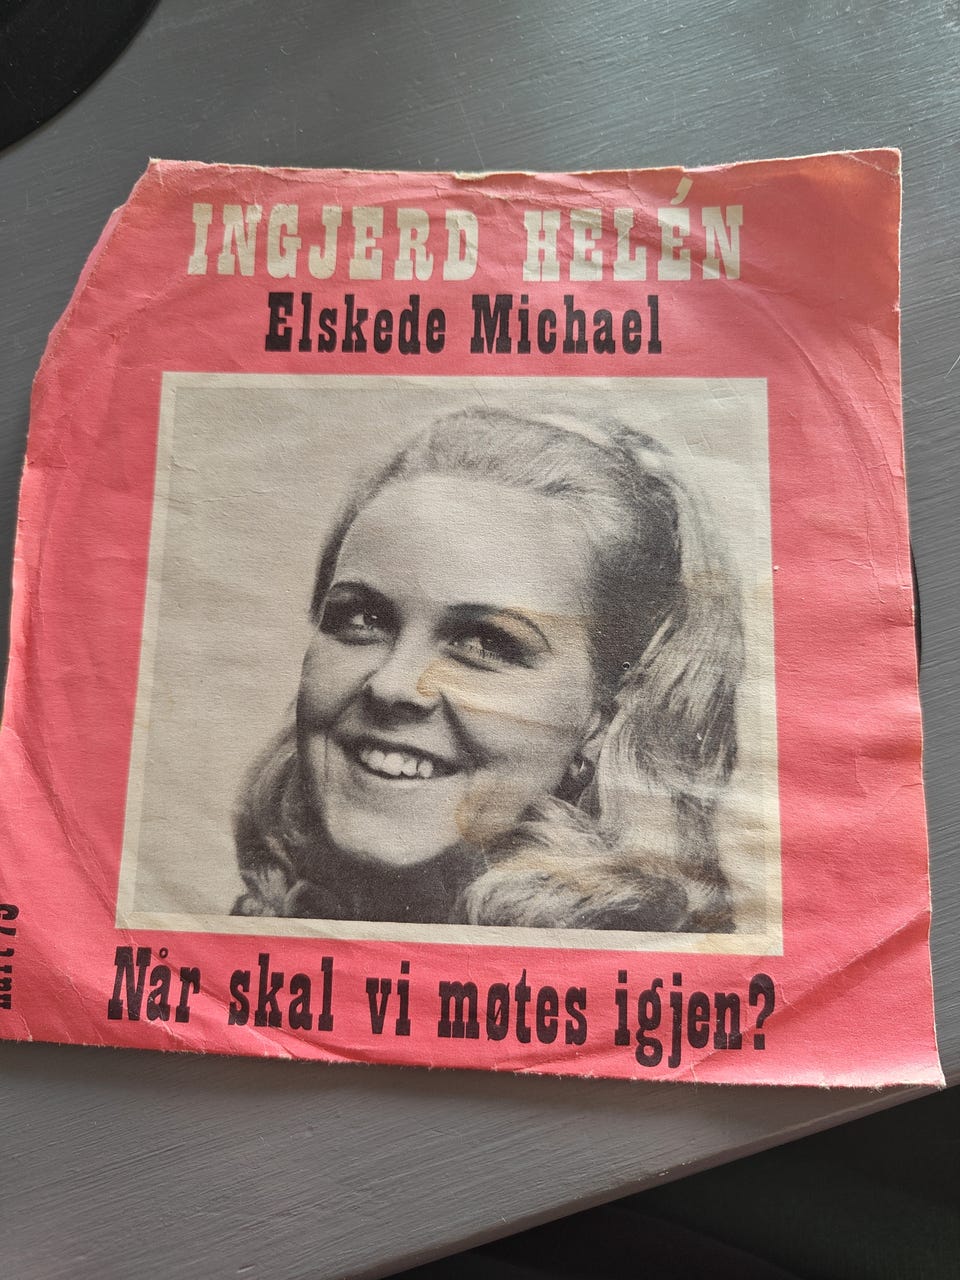 INGJERD HELÉN
Elskede Michael
Når skal vi møtes igjen?